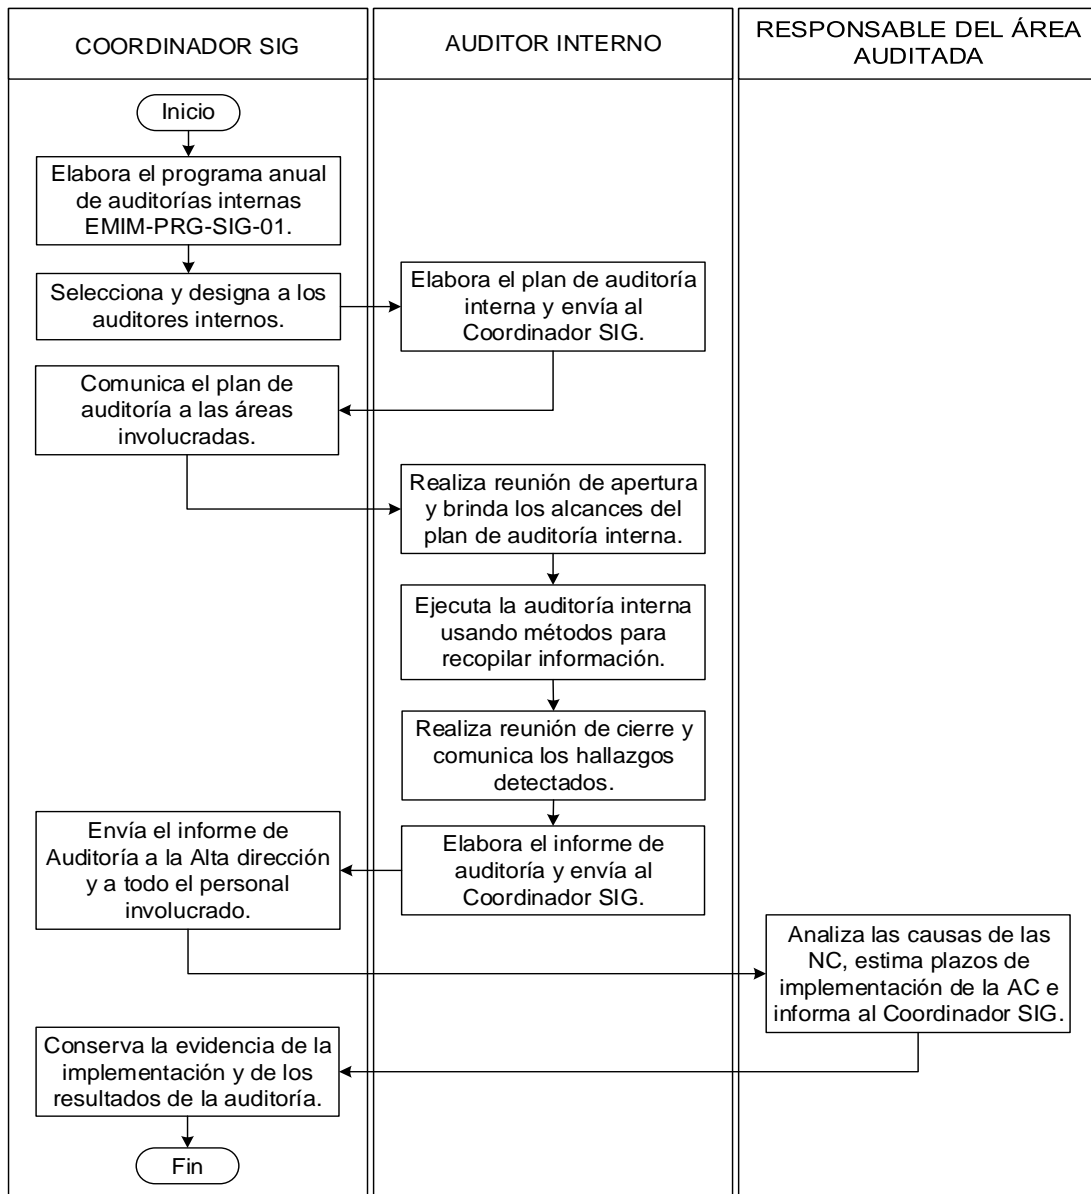 COORDINADOR SIG
AUDITOR INTERNO
RESPONSABLE DEL ÁREA
AUDITADA
Inicio
Elabora el programa anual
de auditorías internas
EMIM-PRG-SIG-01.
Selecciona y designa a los
auditores internos.
Elabora el plan de auditoría
interna y envía al
Coordinador SIG.
Comunica el plan de
auditoría a las áreas
involucradas.
Realiza reunión de apertura
y brinda los alcances del
plan de auditoría interna.
Ejecuta la auditoría interna
usando métodos para
recopilar información.
Realiza reunión de cierre y
comunica los hallazgos
detectados.
Elabora el informe de
auditoría y envía al
Coordinador SIG.
Envía el informe de
Auditoría a la Alta dirección
y a todo el personal
involucrado.
Analiza las causas de las
NC, estima plazos de
implementación de la AC e
informa al Coordinador SIG.
Conserva la evidencia de la
implementación y de los
resultados de la auditoría.
Fin